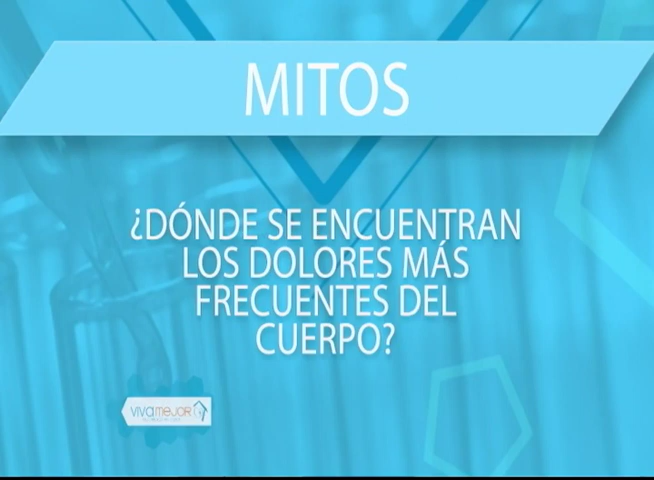 MITOS
¿DÓNDE SE ENCUENTRAN
LOS DOLORES MÁS
FRECUENTES DEL
CUERPO?
vivamejor